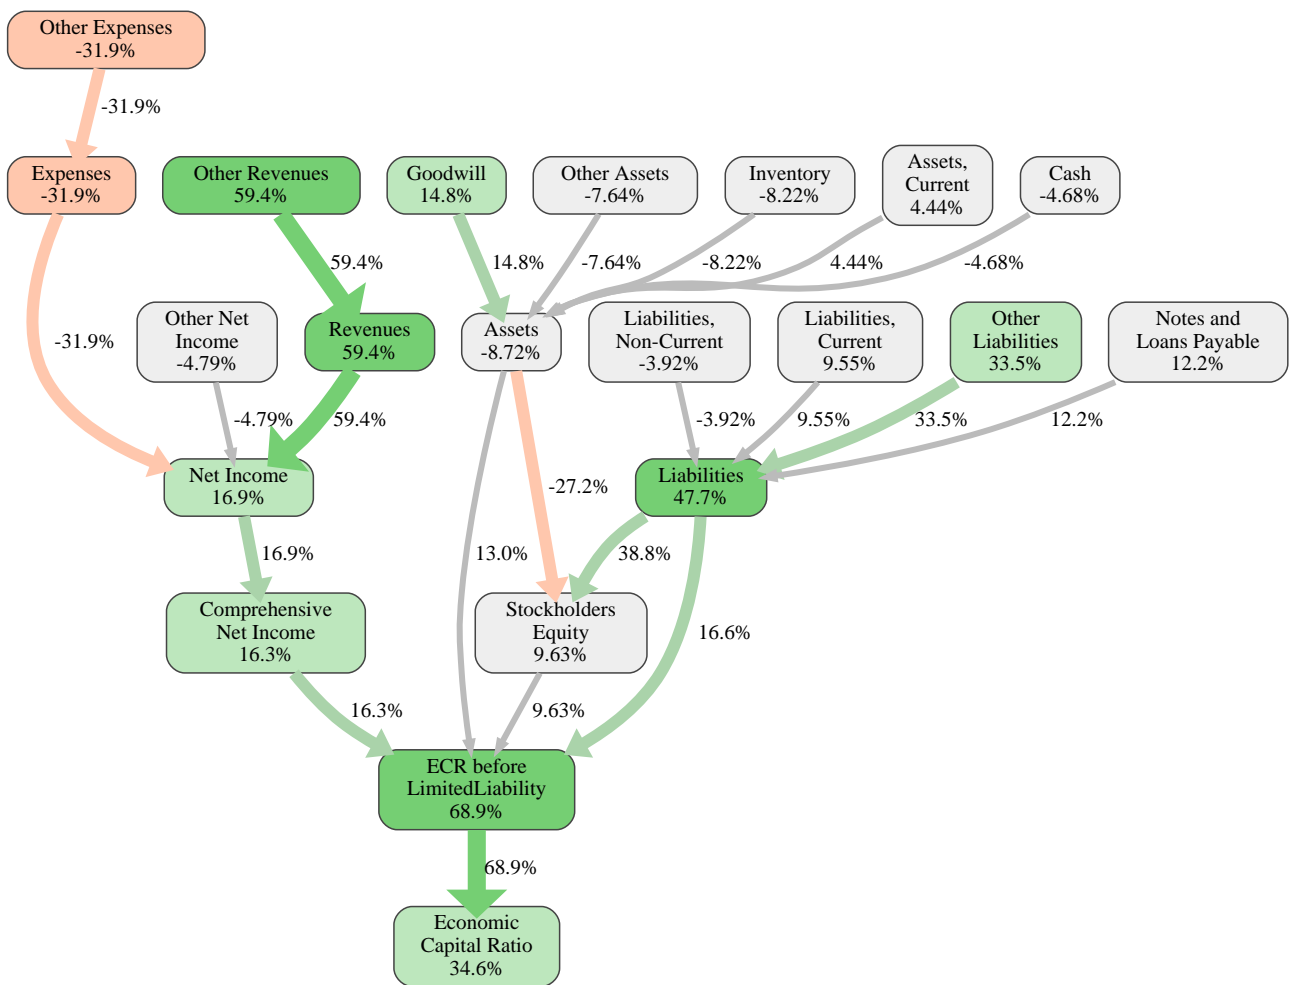 Other Expenses
-31.9%
-31.9%
Expenses
-31.9%
Other Revenues
59.4%
Goodwill
14.8%
Other Assets
-7.64%
Inventory
-8.22%
Assets,
Current
4.44%
Cash
-4.68%
59.4%
14.8%
-7.64%
-8.22%
4.44%
-4.68%
-31.9%
Other Net
Income
-4.79%
Revenues
59.4%
Assets
-8.72%
Liabilities,
Non-Current
-3.92%
Liabilities,
Current
9.55%
Other
Liabilities
33.5%
Notes and
Loans Payable
12.2%
-4.79%
59.4%
-3.92%
9.55%
33.5%
12.2%
Net Income
16.9%
-27.2%
Liabilities
47.7%
16.9%
13.0%
38.8%
Comprehensive
Net Income
16.3%
Stockholders
Equity
9.63%
16.6%
16.3%
9.63%
ECR before
LimitedLiability
68.9%
68.9%
Economic
Capital Ratio
34.6%